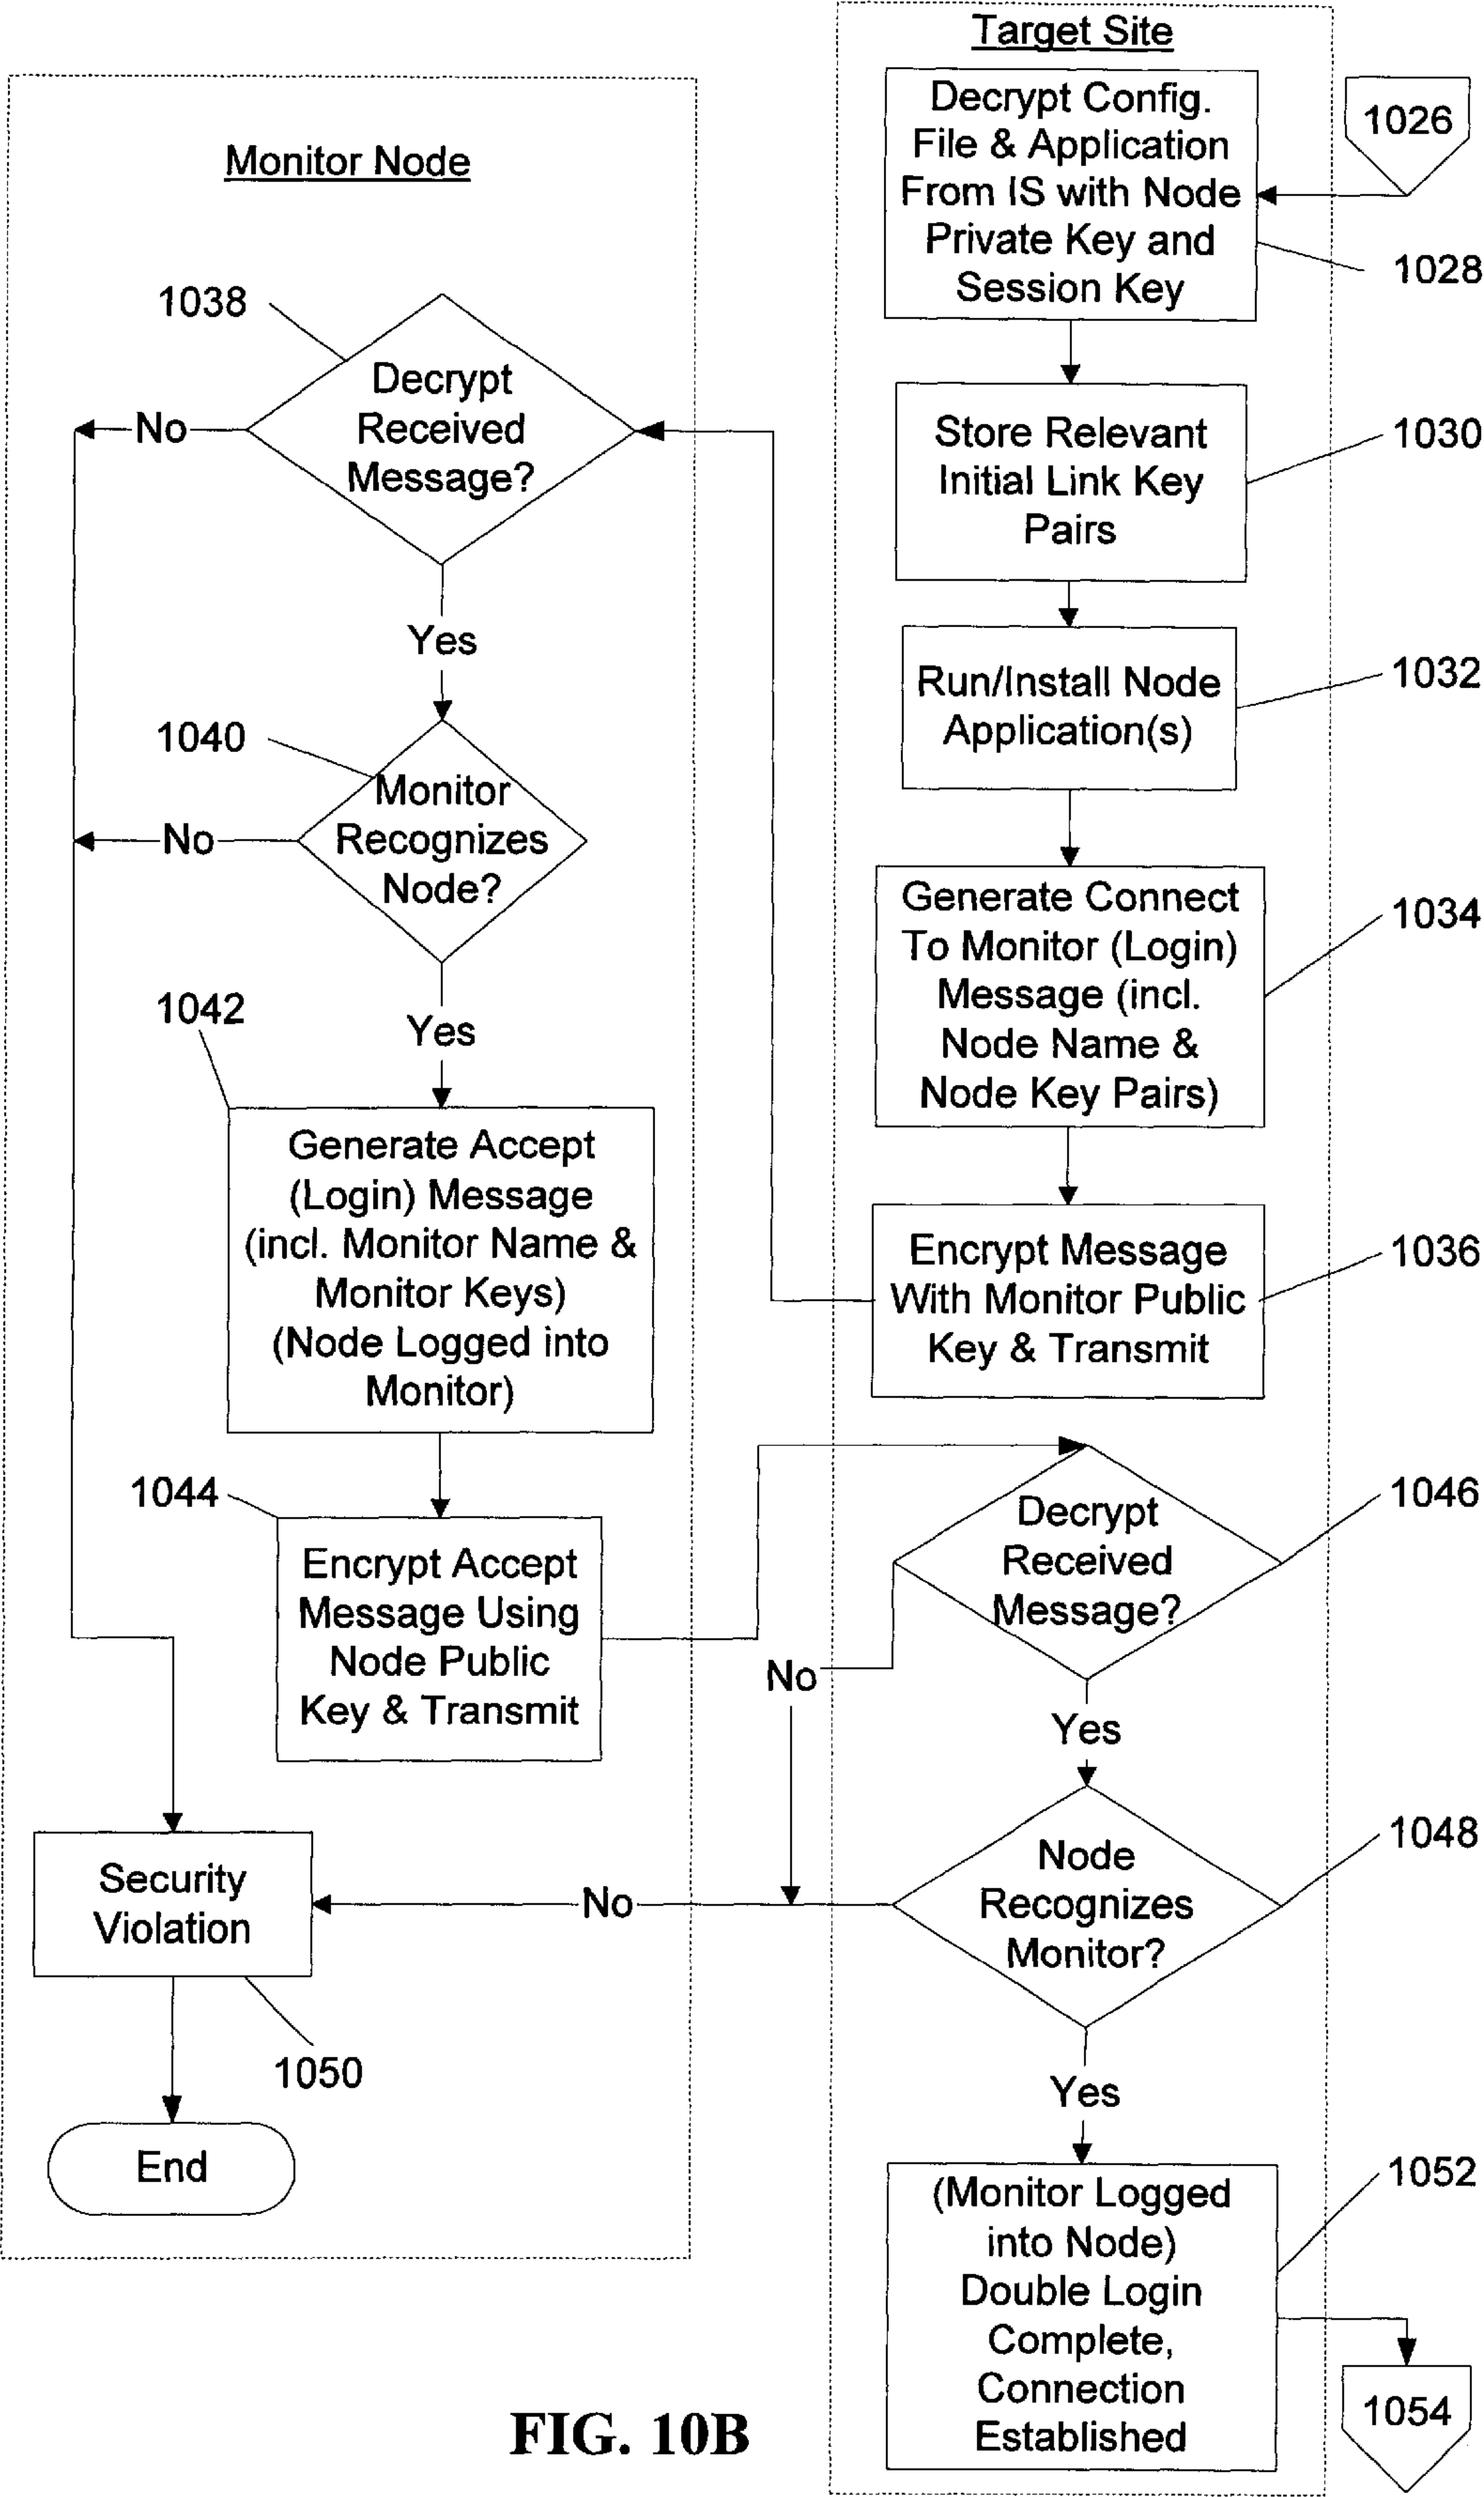 Target Site
Decrypt Config.
File & Application
From IS with Node
Private Key and
Session Key
1026
1028
Store Relevant
Initial Link Key
Pairs
1030
Run/Install Node
Application(s)
1032
Generate Connect
To Monitor (Login)
Message (incl.
Node Name &
Node Key Pairs)
1034
Encrypt Message
With Monitor Public
Key & Transmit
1036
Monitor Node
1038
Decrypt
Received
Message?
No
Yes
1040
Monitor
Recognizes
Node?
No
Yes
1042
Generate Accept
(Login) Message
(incl. Monitor Name &
Monitor Keys)
(Node Logged into
Monitor)
1044
Encrypt Accept
Message Using
Node Public
Key & Transmit
Decrypt
Received
Message?
1046
No
Yes
Node
Recognizes
Monitor?
1048
No
Security
Violation
1050
End
Yes
(Monitor Logged
into Node)
Double Login
Complete,
Connection
Established
1052
1054
FIG. 10B